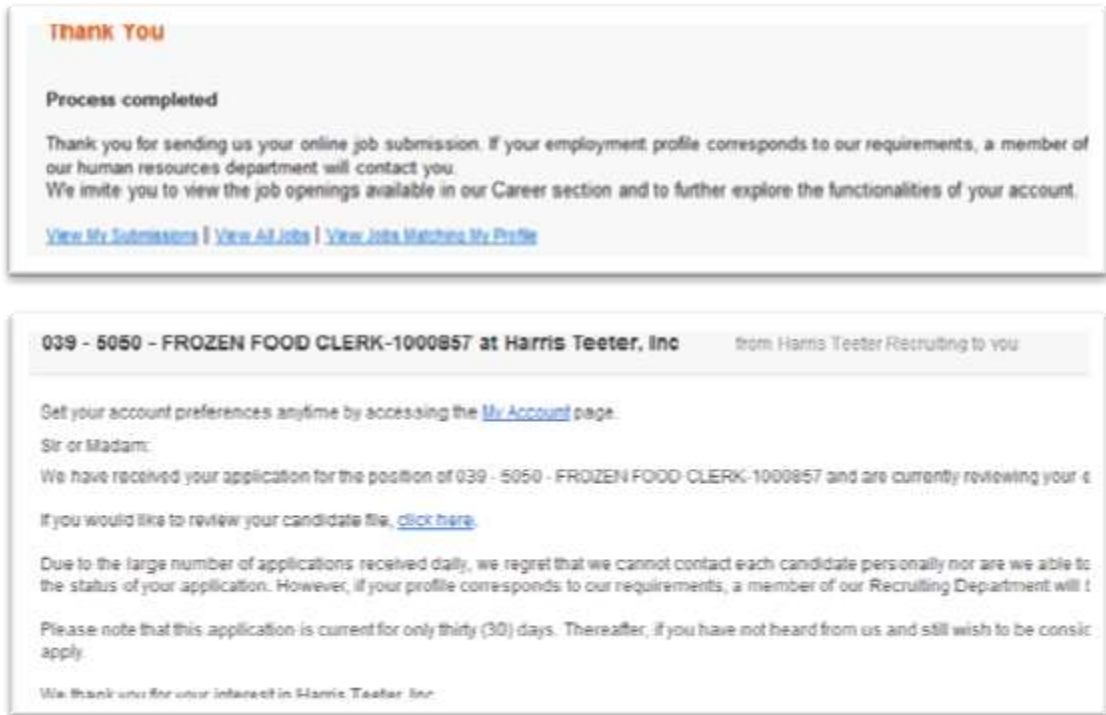 Thank You
Process completed
Thank you for sending us your online job submission. If your employment profile corresponds to our requirements, a member of
our human resources department will contact you.
We invite you to view the job openings available in our Career section and to further explore the functionalities of your account.
View My Submissions | View All Jobs | View Jobs Matching My Profile
039 - 5050 - FROZEN FOOD CLERK-1000857 at Harris Teeter, Inc from Harris Teeter Recruiting to you
Set your account preferences anytime by accessing the My Account page.
Sir or Madam:
We have received your application for the position of 039 - 5050 - FROZEN FOOD CLERK-1000857 and are currently reviewing your
If you would like to review your candidate file, click here.
Due to the large number of applications received daily, we regret that we cannot contact each candidate personally nor are we able to
the status of your application. However, if your profile corresponds to our requirements, a member of our Recruiting Department will
Please note that this application is current for only thirty (30) days. Thereafter, if you have not heard from us and still wish to be
apply.
We thank you for your interest in Harris Teeter, Inc